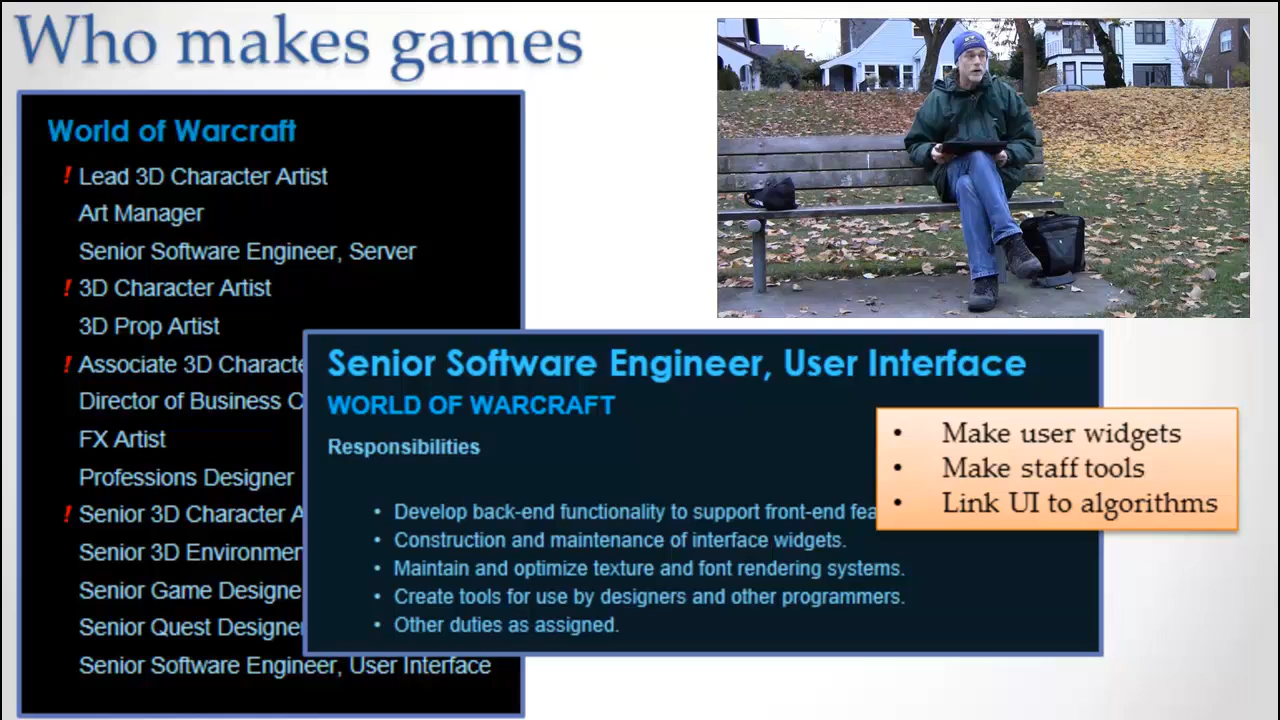 Who makes games
World of Warcraft
! Lead 3D Character Artist
Art Manager
Senior Software Engineer, Server
! 3D Character Artist
3D Prop Artist
! Associate 3D
Director of Business
FX Artist
Professions Designer
! Senior 3D Character
Senior 3D
Senior Game
Senior Quest
Senior Software Engineer, User Interface
Senior Software Engineer, User Interface
WORLD OF WARCRAFT
Responsibilities
• Develop back-end functionality to support front-end
• Construction and maintenance of interface widgets.
• Maintain and optimize texture and font rendering systems.
• Create tools for use by designers and other programmers.
• Other duties as assigned.
• Make user widgets
• Make staff tools
• Link UI to algorithms